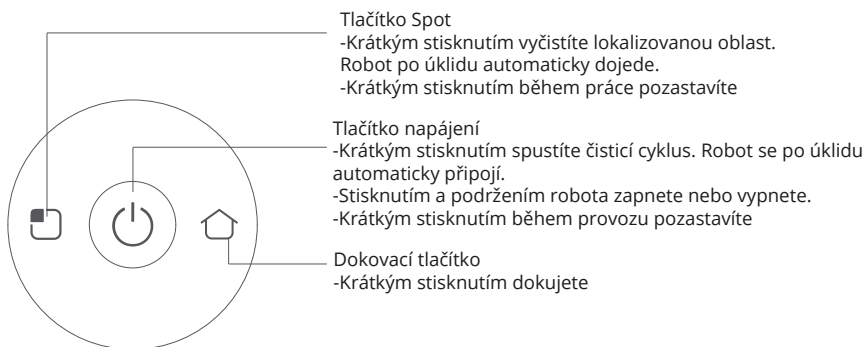 Tlačítko Spot
-Krátkým stisknutím vyčistíte lokalizovanou oblast.
Robot po úklidu automaticky dojede.
-Krátkým stisknutím během práce pozastavíte
Tlačítko napájení
-Krátkým stisknutím spustíte čisticí cyklus. Robot se po úklidu
automaticky připojí.
-Stisknutím a podržením robota zapnete nebo vypnete.
-Krátkým stisknutím během provozu pozastavíte
Dokovací tlačítko
-Krátkým stisknutím dokujete